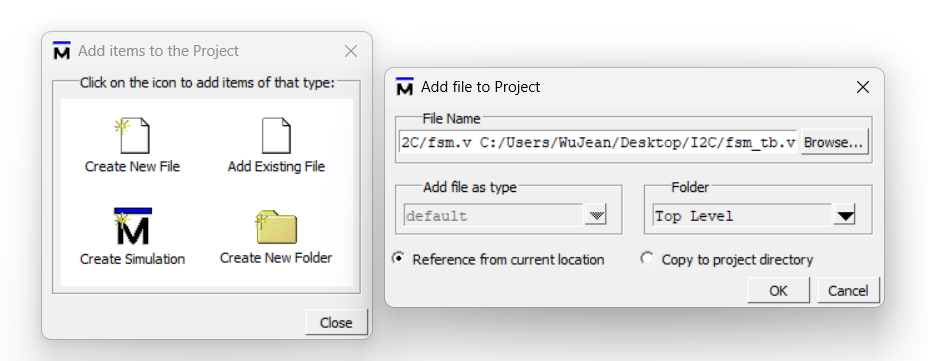 Add items to the Project
Click on the icon to add items of that type:
Create New File
Add Existing File
Create Simulation
Create New Folder
Close
Add file to Project
File Name
2C/fsm.v C:/Users/WuJean/Desktop/I2C/fsm_tb.v
Browse...
Add file as type
default
Folder
Top Level
Reference from current location
Copy to project directory
OK
Cancel